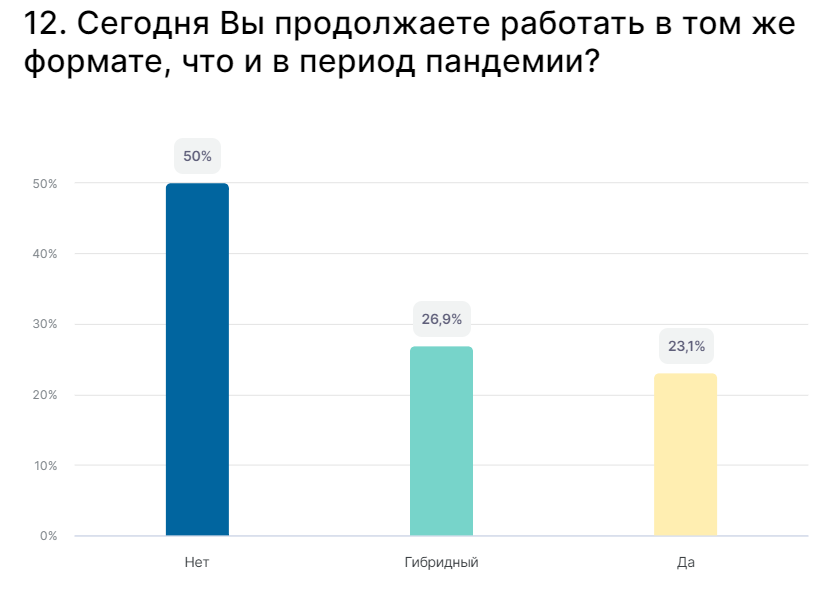 12. Сегодня Вы продолжаете работать в том же
формате, что и в период пандемии?
50%
50%
40%
30%
26,9%
23,1%
20%
10%
0%
Нет
Гибридный
Да